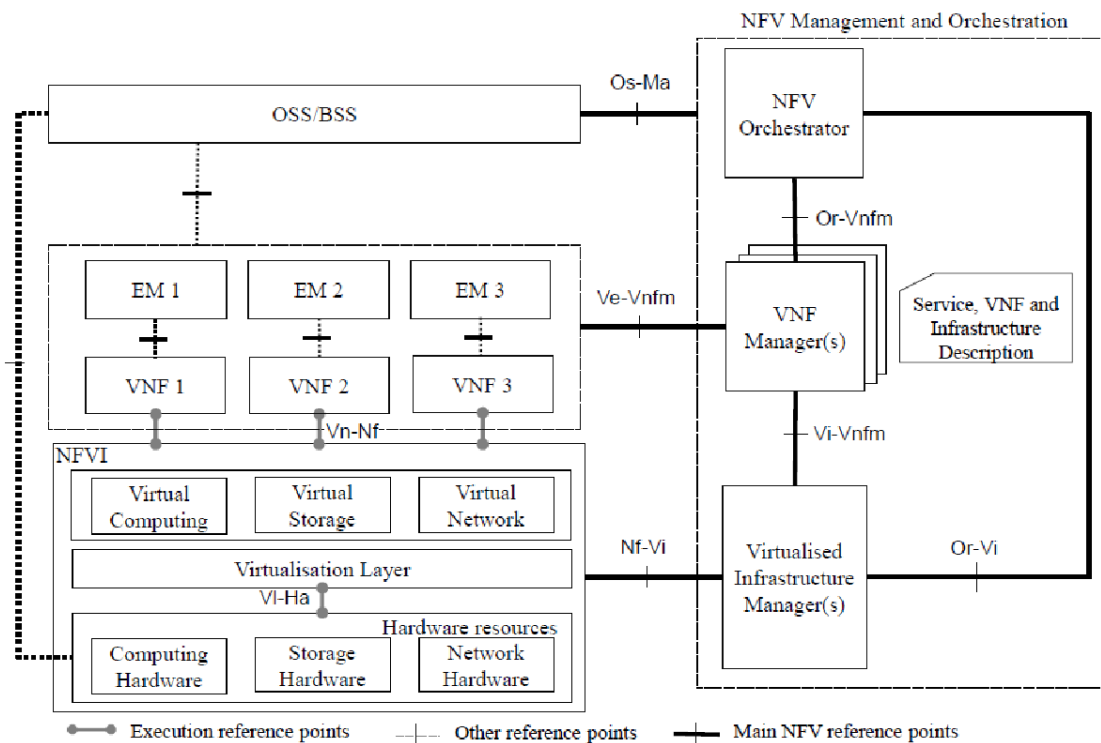 NFV Management and Orchestration
Os-Ma
OSS/BSS
NFV
Orchestrator
Or-Vnfm
EM 1
EM 2
EM 3
Ve-Vnfm
VNF
Manager(s)
Service, VNF and
Infrastructure
Description
VNF 1
VNF 2
VNF 3
Vn-Nf
Vi-Vnfm
NFVI
Virtual
Computing
Virtual
Storage
Virtual
Network
Nf-Vi
Virtualised
Infrastructure
Manager(s)
Or-Vi
Virtualisation Layer
Vl-Ha
Hardware resources
Computing
Hardware
Storage
Hardware
Network
Hardware
Execution reference points
Other reference points
Main NFV reference points